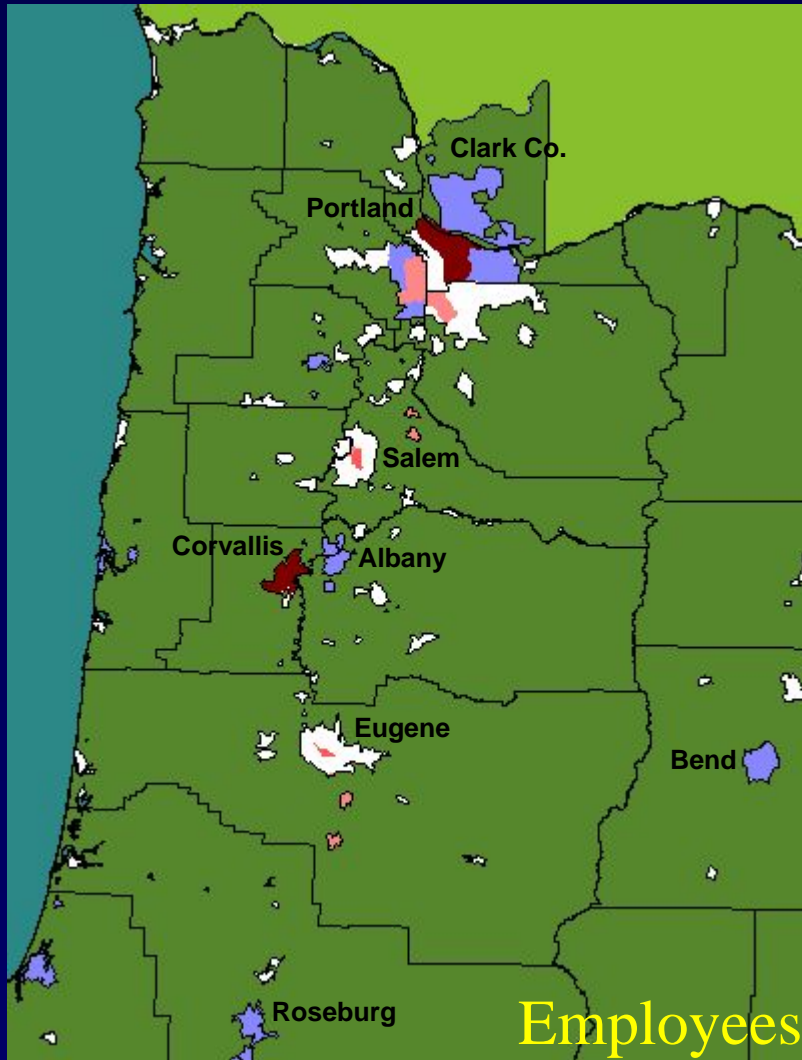 Clark Co.
Portland
Salem
Corvallis
Albany
Eugene
Bend
Roseburg
Employees